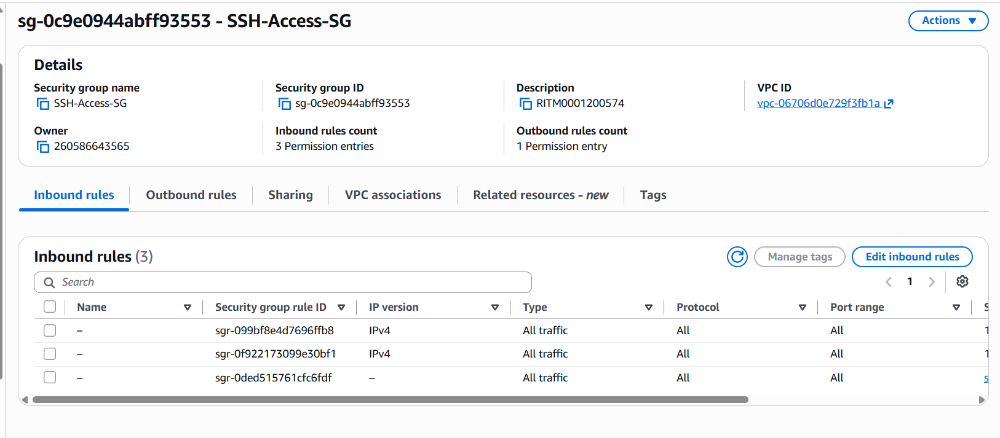 sg-0c9e0944abff93553 - SSH-Access-SG
Actions
Details
Security group name
SSH-Access-SG
Security group ID
sg-0c9e0944abff93553
Description
RITM0001200574
VPC ID
vpc-06706d0e729f3fb1a
Owner
260586643565
Inbound rules count
3 Permission entries
Outbound rules count
1 Permission entry
Inbound rules
Outbound rules
Sharing
VPC associations
Related resources - new
Tags
Inbound rules (3)
Manage tags
Edit inbound rules
Search
1
Name Security group rule ID IP version Type Protocol Port range
– sgr-099bf8e4d7696ffb8 IPv4 All traffic All All
– sgr-0f922173099e30bf1 IPv4 All traffic All All
– sgr-0ded515761cfc6fdf – All traffic All All